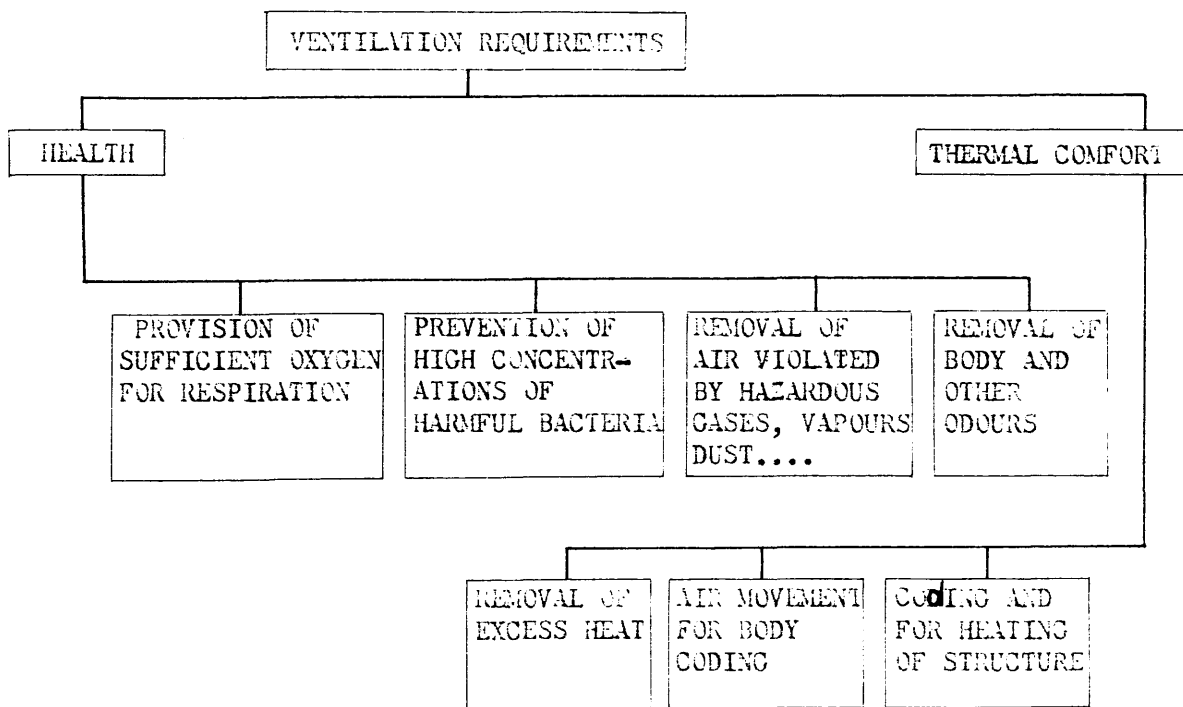 VENTILATION REQUIREMENTS
HEALTH
THERMAL COMFORT
PROVISION OF
SUFFICIENT OXYGEN
FOR RESPIRATION
PREVENTION OF
HIGH CONCENTR-
ATIONS OF
HARMFUL BACTERIA
REMOVAL OF
AIR VIOLATED
BY HAZARDOUS
GASES, VAPOURS
DUST....
REMOVAL OF
BODY AND
OTHER
ODOURS
REMOVAL OF
EXCESS HEAT
AIR MOVEMENT
FOR BODY
CODING
CODING AND
FOR HEATING
OF STRUCTURE